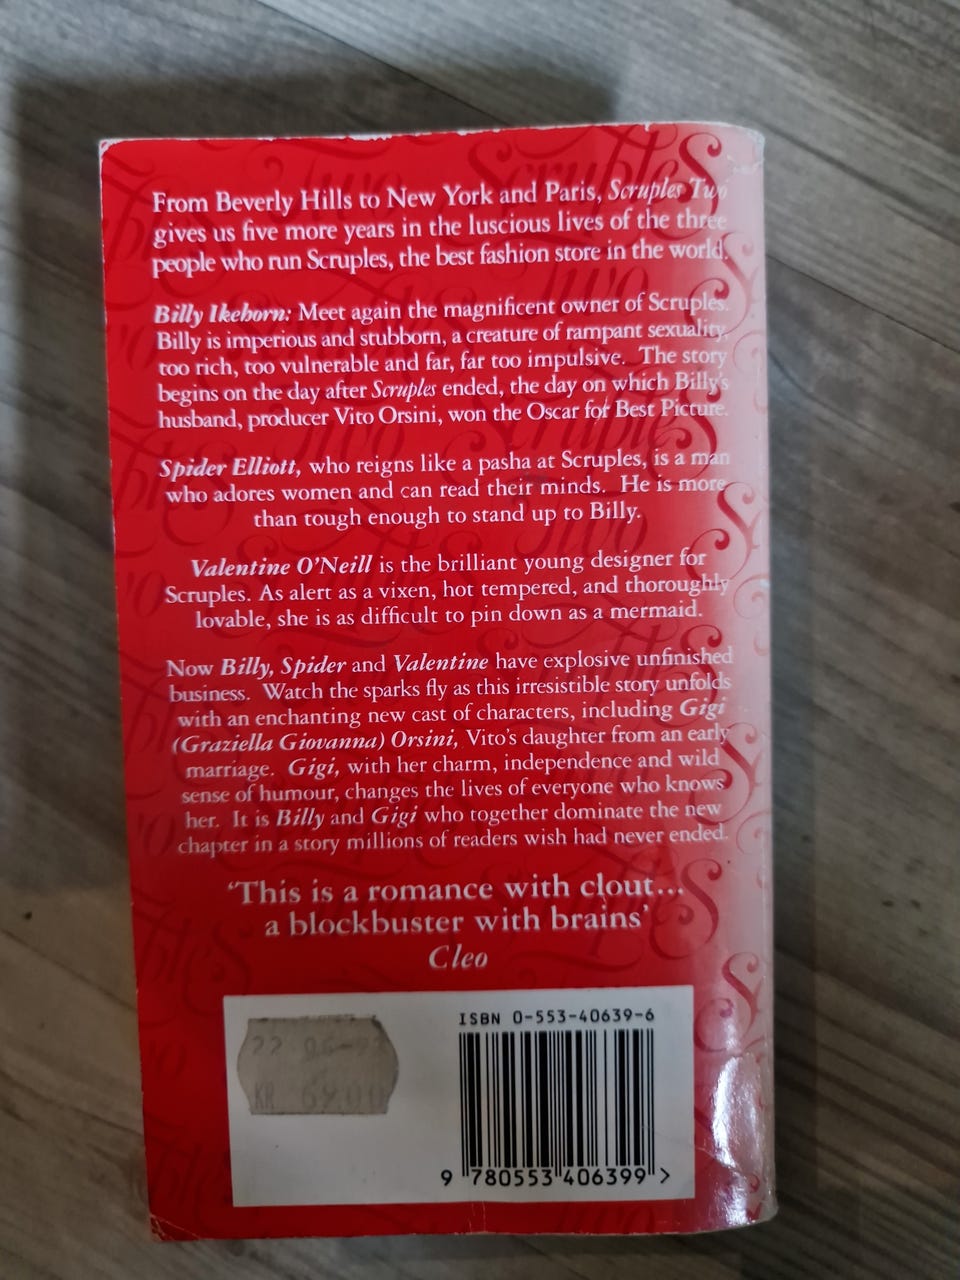 From Beverly Hills to New York and Paris, Scruples Two
gives us five more years in the luscious lives of the three
people who run Scruples, the best fashion store in the world.
Billy Ikehorn: Meet again the magnificent owner of Scruples.
Billy is imperious and stubborn, a creature of rampant sexuality,
too rich, too vulnerable and far, far too impulsive. The story
begins on the day after Scruples ended, the day on which Billy's
husband, producer Vito Orsini, won the Oscar for Best Picture.
Spider Elliott, who reigns like a pasha at Scruples, is a man
who adores women and can read their minds. He is more
than tough enough to stand up to Billy.
Valentine O'Neill is the brilliant young designer for
Scruples. As alert as a vixen, hot tempered, and thoroughly
lovable, she is as difficult to pin down as a mermaid.
Now Billy, Spider and Valentine have explosive unfinished
business. Watch the sparks fly as this irresistible story unfolds
with an enchanting new cast of characters, including Gigi
(Graziella Giovanna) Orsini, Vito's daughter from an early
marriage. Gigi, with her charm, independence and wild
sense of humour, changes the lives of everyone who knows
her. It is Billy and Gigi who together dominate the new
chapter in a story millions of readers wish had never ended.
'This is a romance with clout...
a blockbuster with brains'
Cleo
ISBN 0-553-40639-6
KR 69.00
9 780553 406399 >